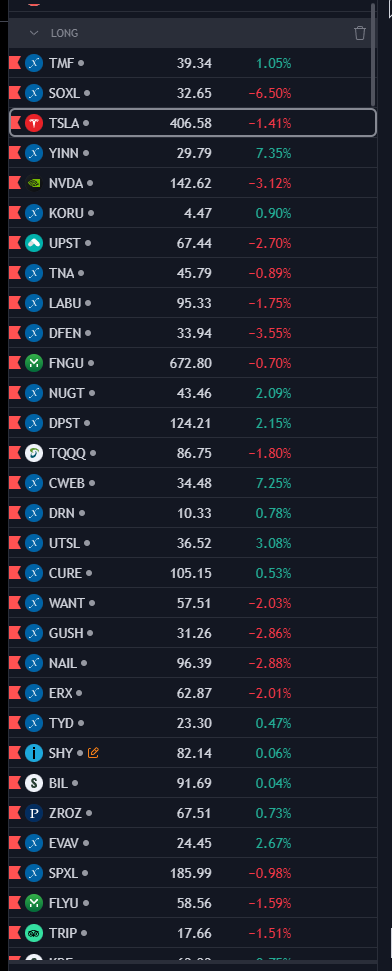 LONG
TMF 39.34 1.05%
SOXL 32.65 −6.50%
TSLA 406.58 −1.41%
YINN 29.79 7.35%
NVDA 142.62 −3.12%
KORU 4.47 0.90%
UPST 67.44 −2.70%
TNA 45.79 −0.89%
LABU 95.33 −1.75%
DFEN 33.94 −3.55%
FNGU 672.80 −0.70%
NUGT 43.46 2.09%
DPST 124.21 2.15%
TQQQ 86.75 −1.80%
CWEB 34.48 7.25%
DRN 10.33 0.78%
UTSL 36.52 3.08%
CURE 105.15 0.53%
WANT 57.51 −2.03%
GUSH 31.26 −2.86%
NAIL 96.39 −2.88%
ERX 62.87 −2.01%
TYD 23.30 0.47%
SHY 82.14 0.06%
BIL 91.69 0.04%
ZROZ 67.51 0.73%
EVAV 24.45 2.67%
SPXL 185.99 −0.98%
FLYU 58.56 −1.59%
TRIP 17.66 −1.51%